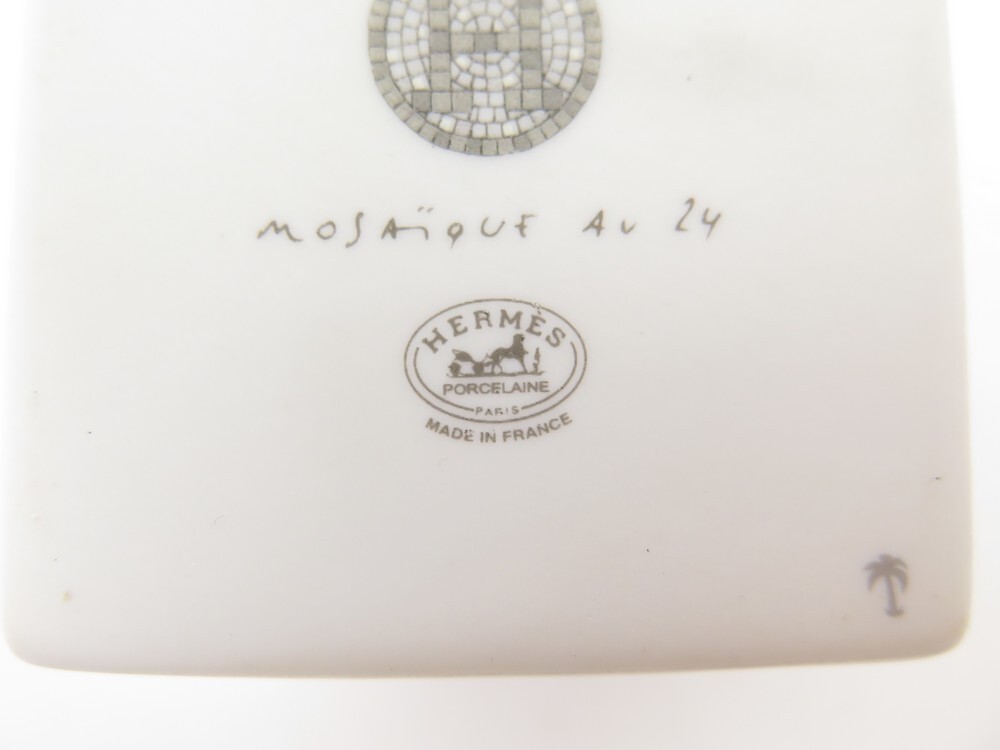 H
MOSAÏQUE AU 24
HERMÈS
PORCELAINE
PARIS
MADE IN FRANCE